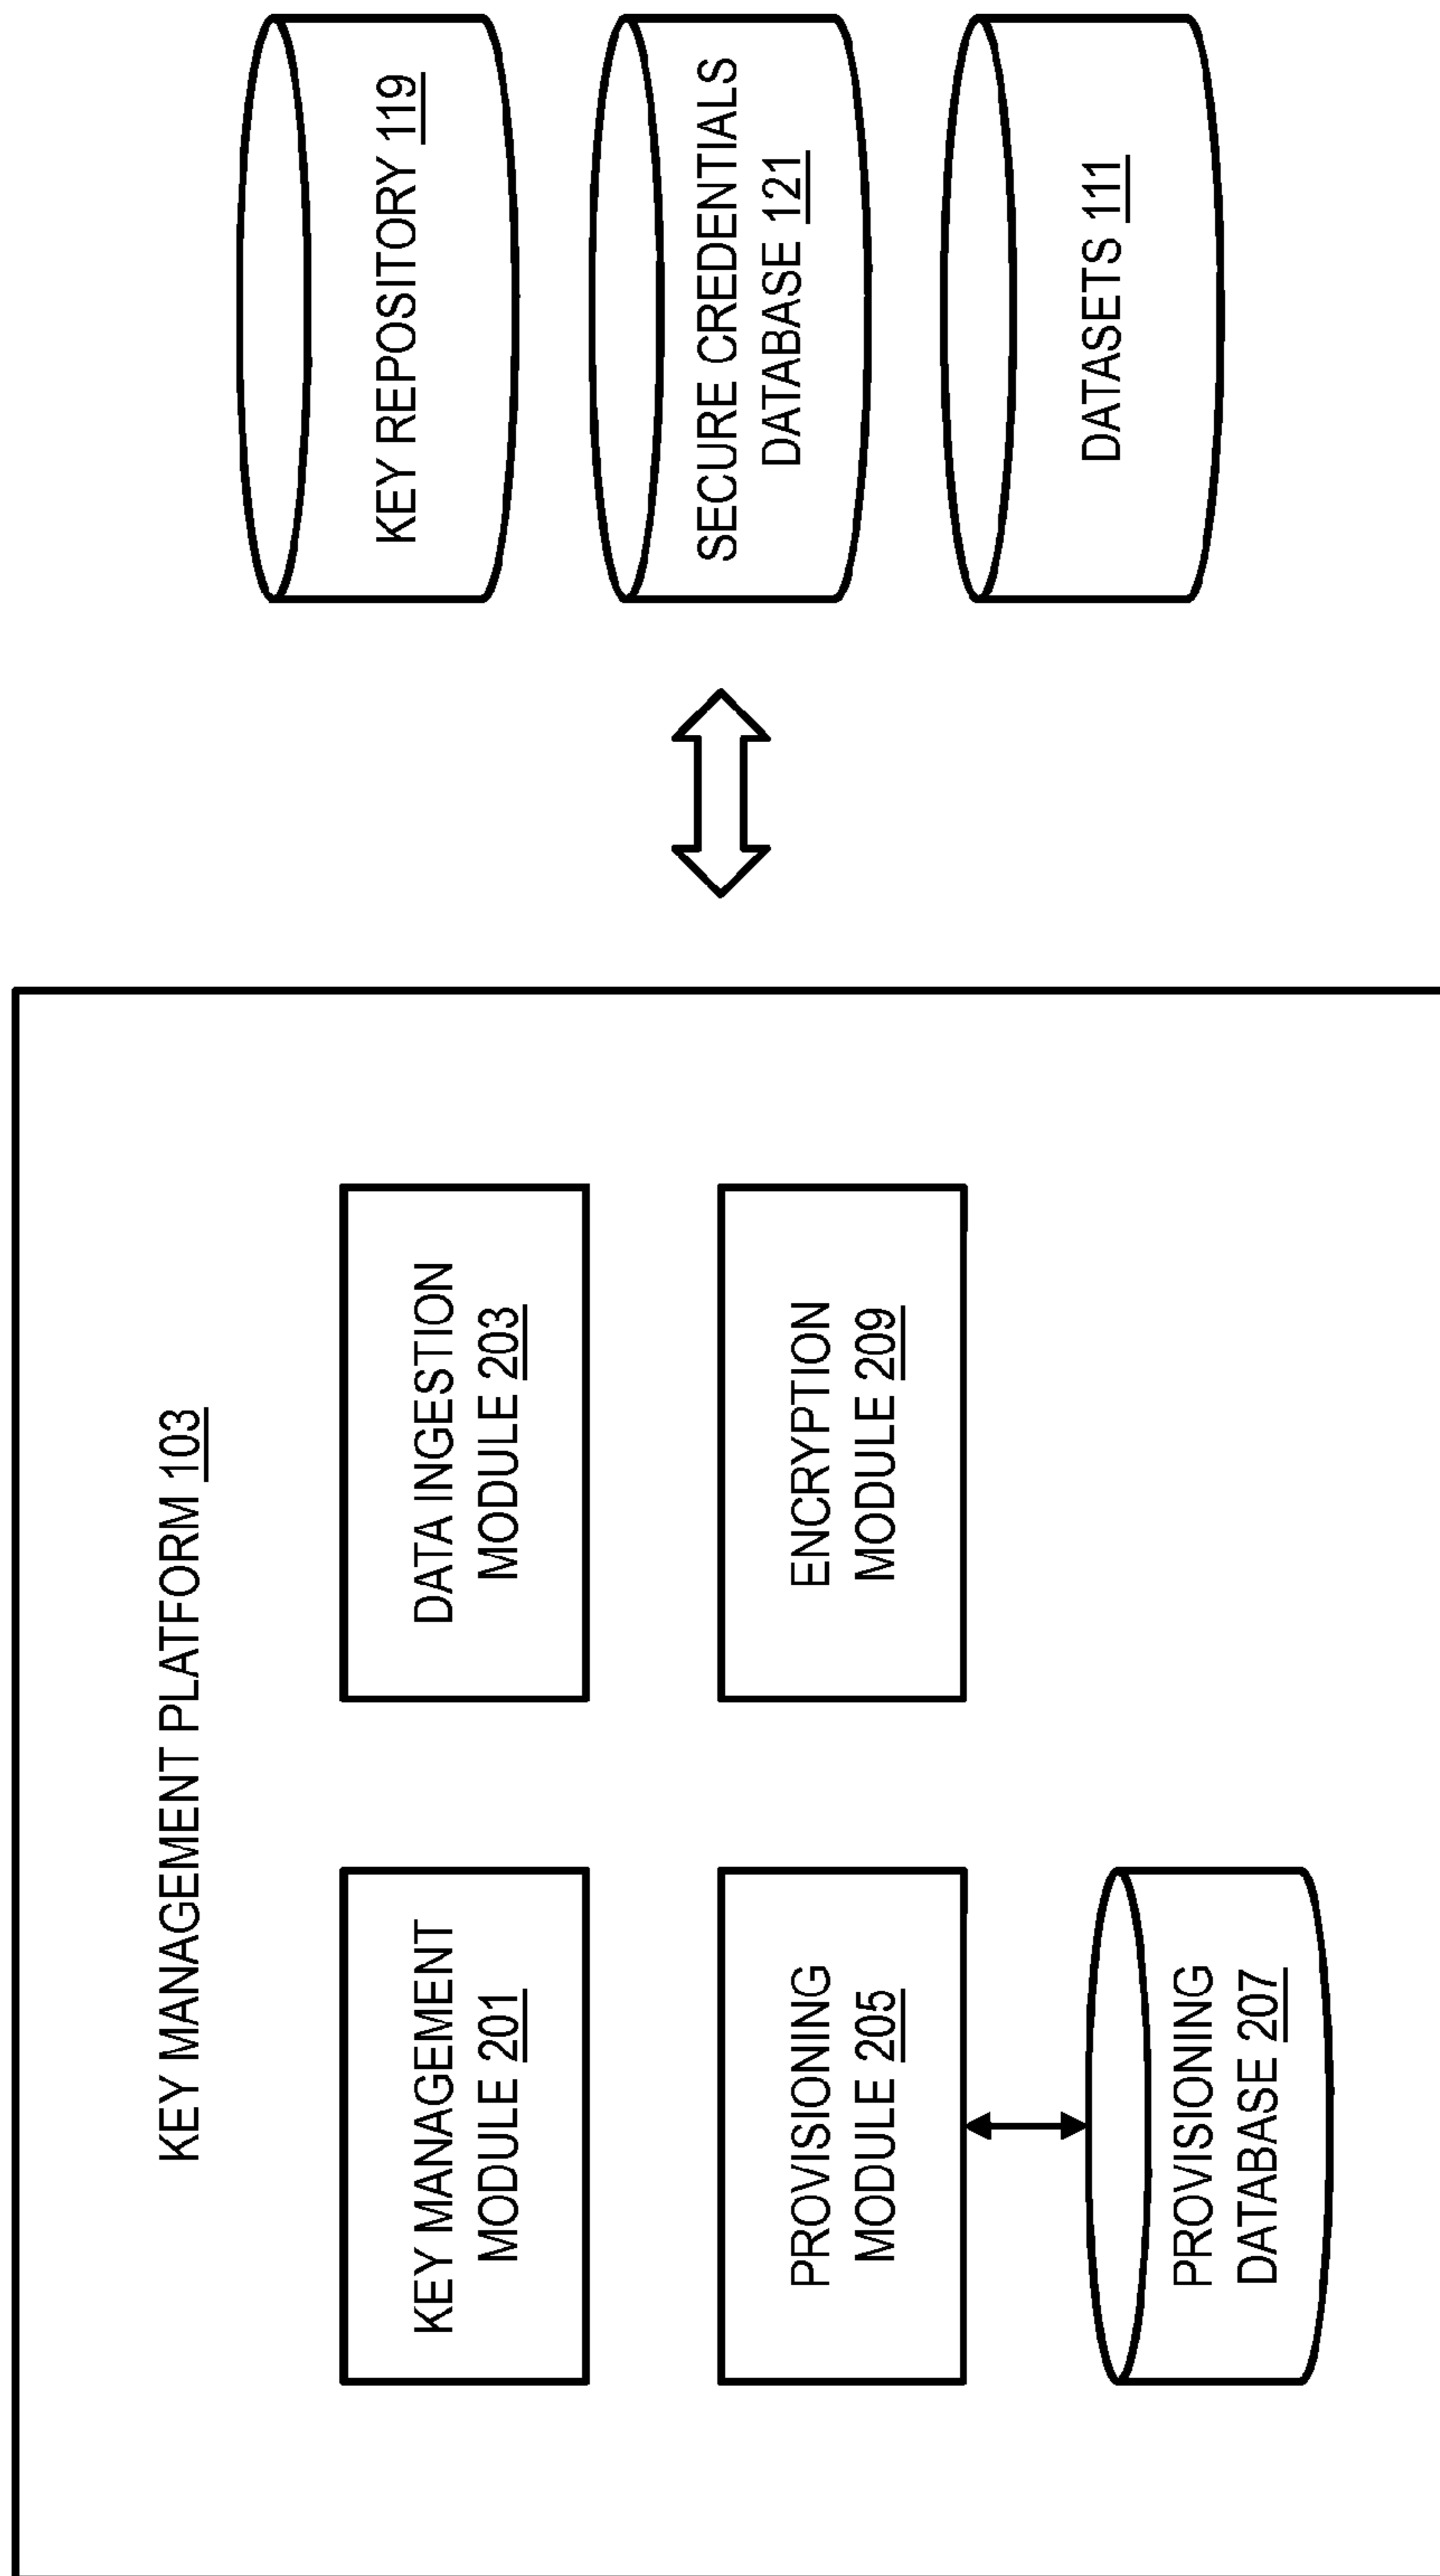 KEY MANAGEMENT PLATFORM 103
KEY MANAGEMENT
MODULE 201
DATA INGESTION
MODULE 203
PROVISIONING
MODULE 205
ENCRYPTION
MODULE 209
PROVISIONING
DATABASE 207
KEY REPOSITORY 119
SECURE CREDENTIALS
DATABASE 121
DATASETS 111